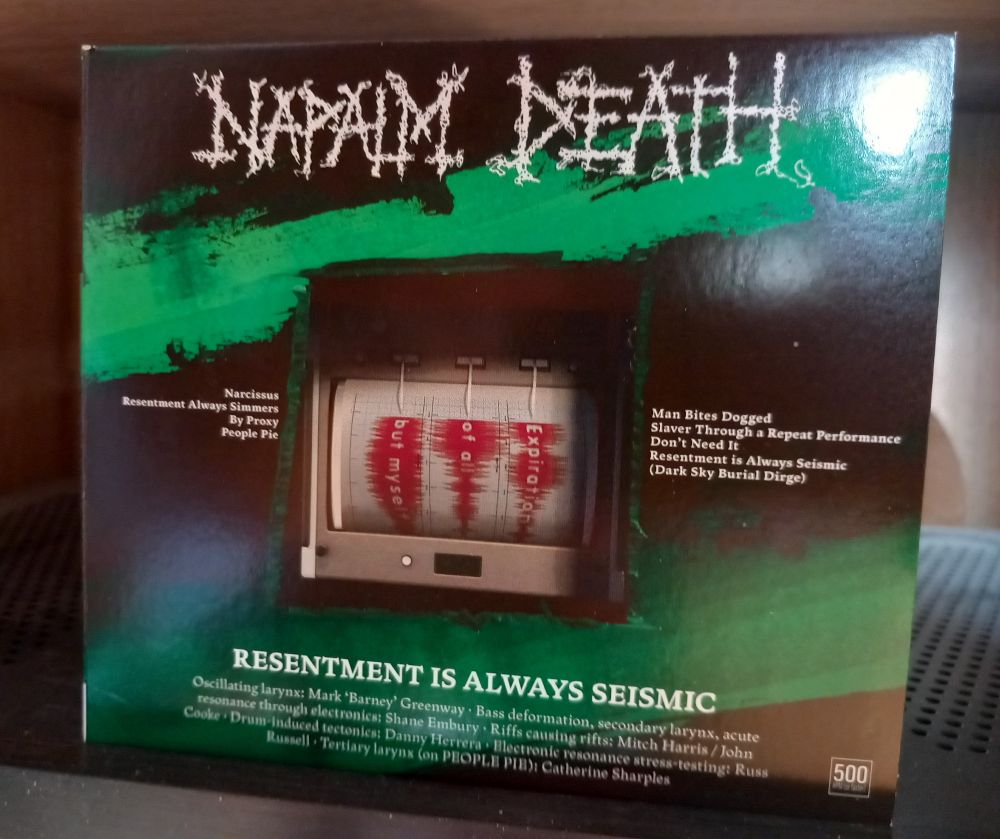 NAPALM DEATH
Narcissus
Resentment Always Simmers
By Proxy
People Pie
but myself
of all
Expiration
Man Bites Dogged
Slaver Through a Repeat Performance
Don't Need It
Resentment is Always Seismic
(Dark Sky Burial Dirge)
RESENTMENT IS ALWAYS SEISMIC
Oscillating larynx: Mark 'Barney' Greenway · Bass deformation, secondary larynx, acute
resonance through electronics: Shane Embury · Riffs causing rifts: Mitch Harris / John
Cooke · Drum-induced tectonics: Danny Herrera · Electronic resonance stress-testing: Russ
Russell · Tertiary larynx (on PEOPLE PIE): Catherine Sharples
500